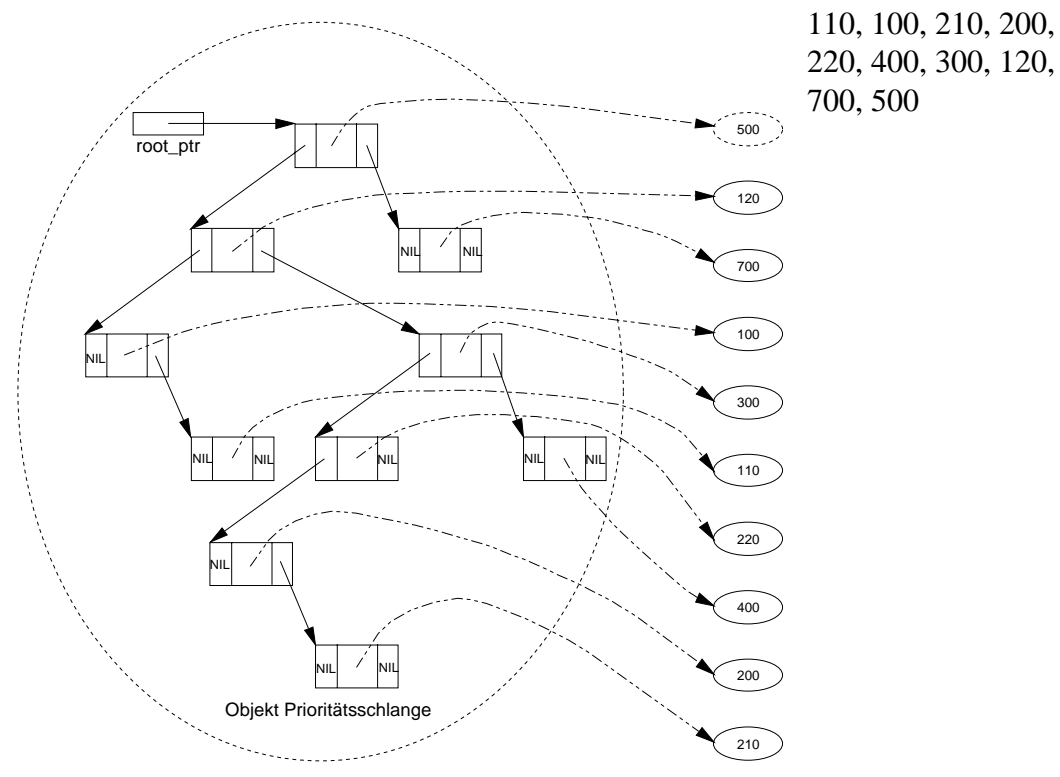 110, 100, 210, 200,
220, 400, 300, 120,
700, 500
500
root_ptr
120
NIL NIL
700
100
NIL
300
NIL NIL
NIL
NIL NIL
110
220
NIL
400
200
NIL NIL
Objekt Prioritätsschlange
210